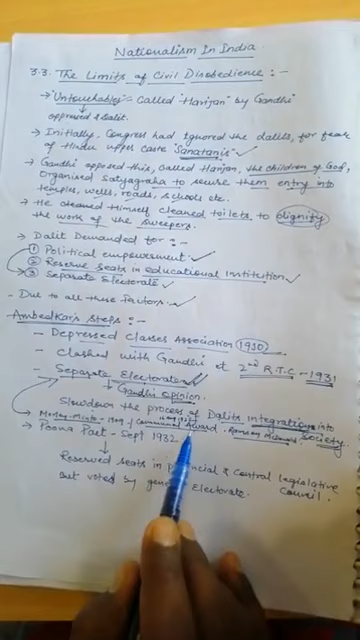 Nationalism In India
3.3. The Limits of Civil Disobedience :-
→ "Untouchables" = Called "Harijan" by Gandhi
oppressed & Dalit.
→ Initially, Congress had Ignored the dalits, for fear
of Hindu upper caste "Sanatanis"
→ Gandhi opposed this, called Harijan, the children of God,
Organised Satyagraha to secure them entry into
temples, wells, roads, schools etc.
→ He cleaned Himself cleaned toilets to dignity
the work of the sweepers.
→ Dalit Demanded for :-
① Political empowerment.
② Reserve Seats in educational Institution
③ Separate Electorate
- Due to all these factors.
Ambedkar's Steps :-
- Depressed Classes Association (1930)
- Clashed with Gandhi at 2nd R.T.C - 1931
- Separate Electorates
↓ Gandhi opinion.
Slowdown the process of Dalits integration into
Society.
→ Morley-Minto - 1909 / Communal Award - Ramsay
→ Poona Pact - Sept 1932
↓
Reserved seats in & Central legislative
Council.
but voted by Electorate.